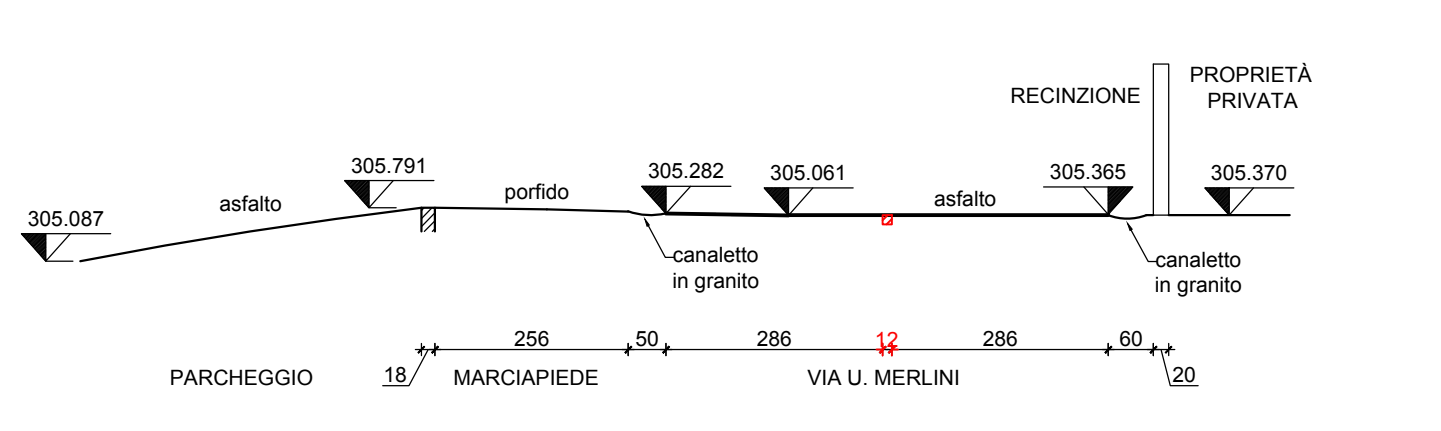 PROPRIETÀ
PRIVATA
RECINZIONE
305.791
305.282
305.061
305.365
305.370
porfido
asfalto
asfalto
305.087
canaletto
in granito
canaletto
in granito
256
50
286
12
286
60
PARCHEGGIO
18
MARCIAPIEDE
VIA U. MERLINI
20